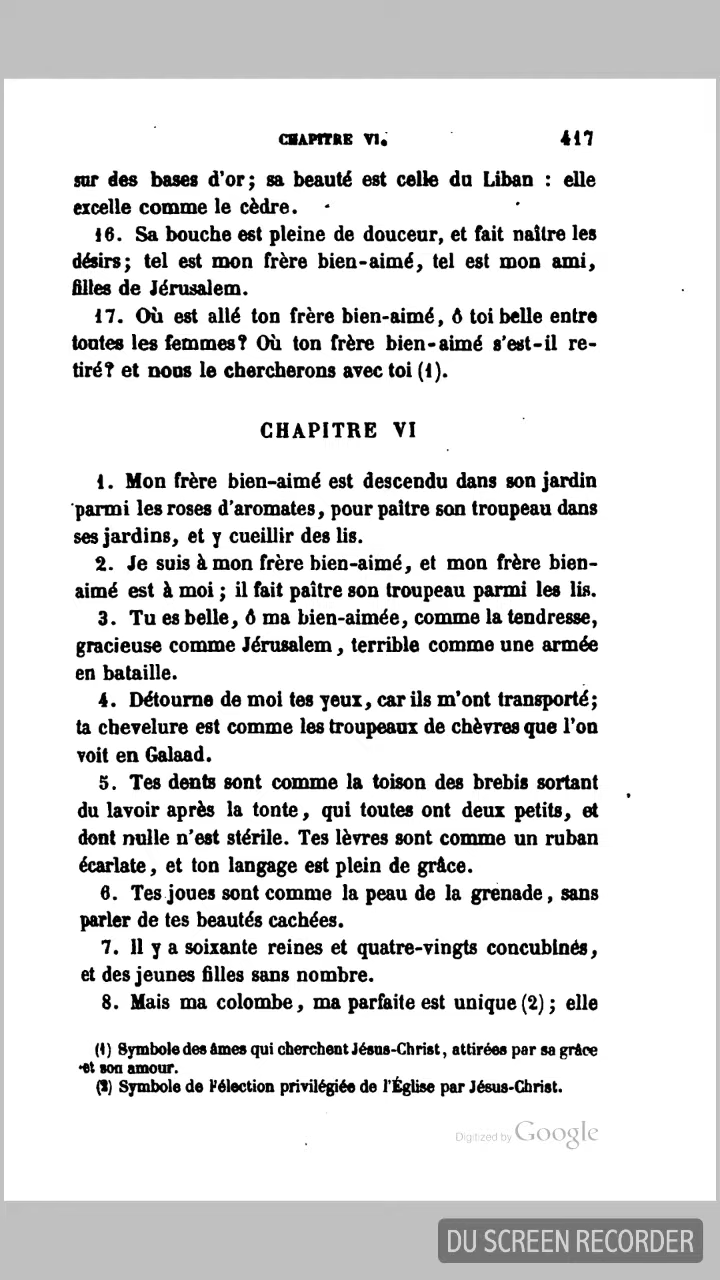 CHAPITRE VI. 417
sur des bases d'or; sa beauté est celle du Liban : elle
excelle comme le cèdre.
16. Sa bouche est pleine de douceur, et fait naître les
désirs; tel est mon frère bien-aimé, tel est mon ami,
filles de Jérusalem.
17. Où est allé ton frère bien-aimé, ô toi belle entre
toutes les femmes? Où ton frère bien-aimé s'est-il re-
tiré? et nous le chercherons avec toi (1).
CHAPITRE VI
1. Mon frère bien-aimé est descendu dans son jardin
parmi les roses d'aromates, pour paître son troupeau dans
ses jardins, et y cueillir des lis.
2. Je suis à mon frère bien-aimé, et mon frère bien-
aimé est à moi; il fait paître son troupeau parmi les lis.
3. Tu es belle, ô ma bien-aimée, comme la tendresse,
gracieuse comme Jérusalem, terrible comme une armée
en bataille.
4. Détourne de moi tes yeux, car ils m'ont transporté;
ta chevelure est comme les troupeaux de chèvres que l'on
voit en Galaad.
5. Tes dents sont comme la toison des brebis sortant
du lavoir après la tonte, qui toutes ont deux petits, et
dont nulle n'est stérile. Tes lèvres sont comme un ruban
écarlate, et ton langage est plein de grâce.
6. Tes joues sont comme la peau de la grenade, sans
parler de tes beautés cachées.
7. Il y a soixante reines et quatre-vingts concubines,
et des jeunes filles sans nombre.
8. Mais ma colombe, ma parfaite est unique (2); elle
(1) Symbole des âmes qui cherchent Jésus-Christ, attirées par sa grâce
et son amour.
(2) Symbole de l'élection privilégiée de l'Église par Jésus-Christ.
Digitized by Google
DU SCREEN RECORDER